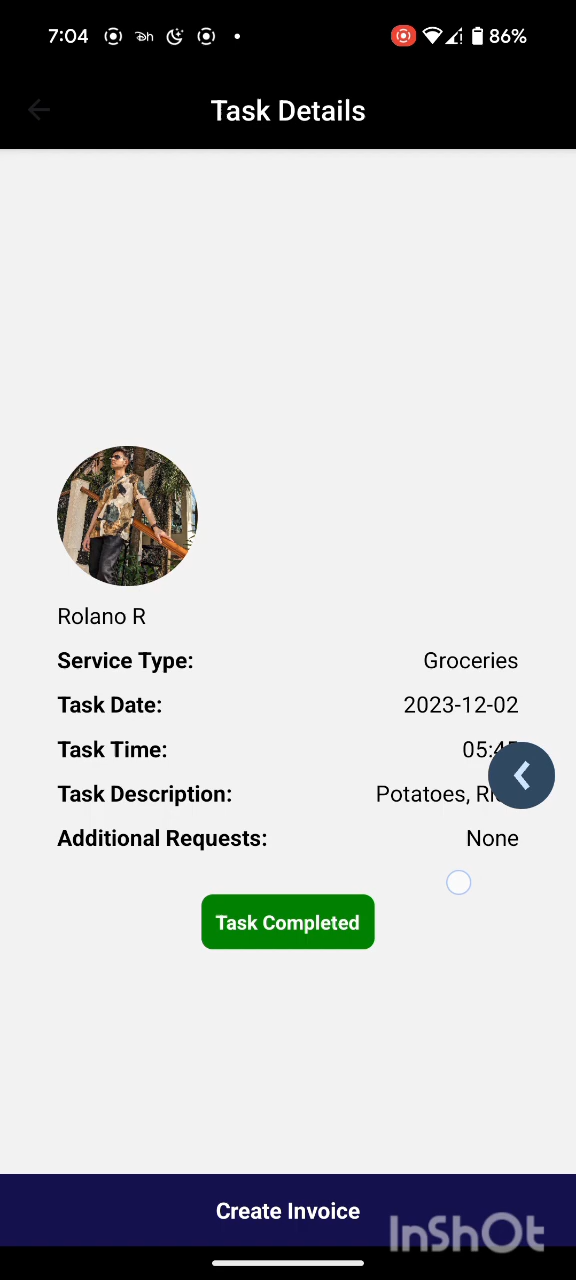 7:04
86%
Task Details
Rolano R
Service Type: Groceries
Task Date: 2023-12-02
Task Time:
Task Description: Potatoes,
Additional Requests: None
Task Completed
Create Invoice
InShOt